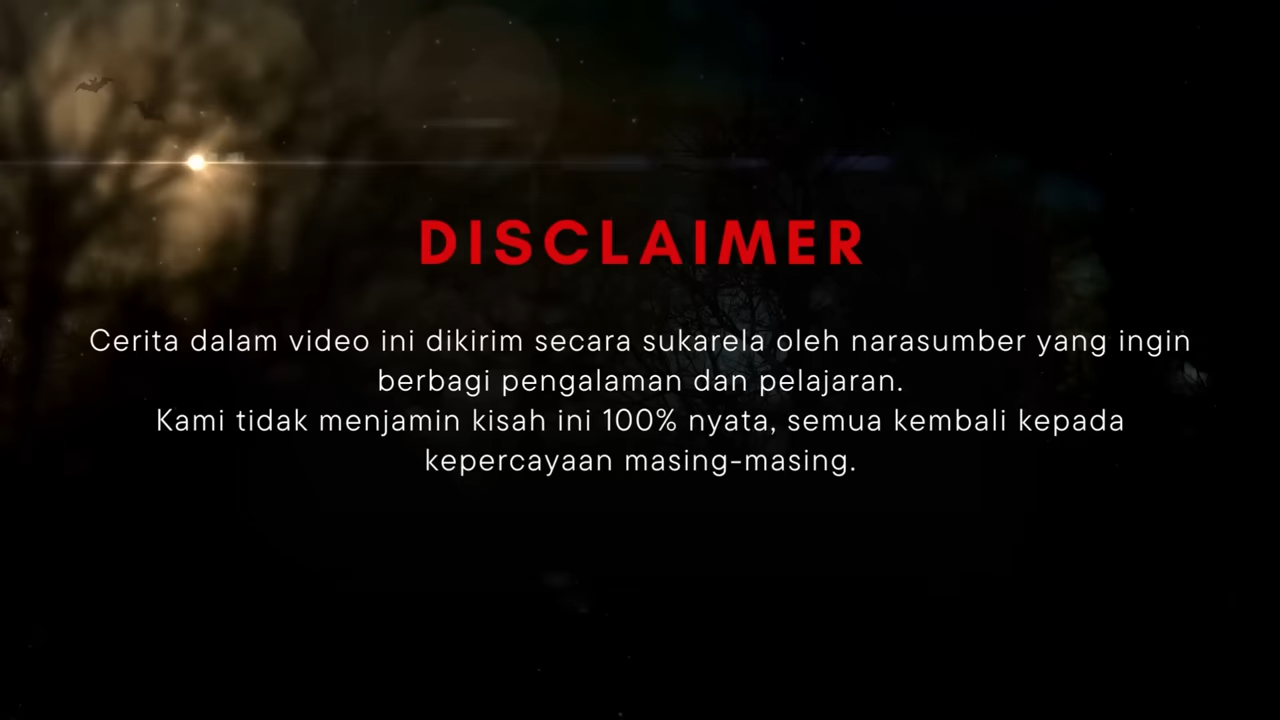 DISCLAIMER
Cerita dalam video ini dikirim secara sukarela oleh narasumber yang ingin
berbagi pengalaman dan pelajaran.
Kami tidak menjamin kisah ini 100% nyata, semua kembali kepada
kepercayaan masing-masing.